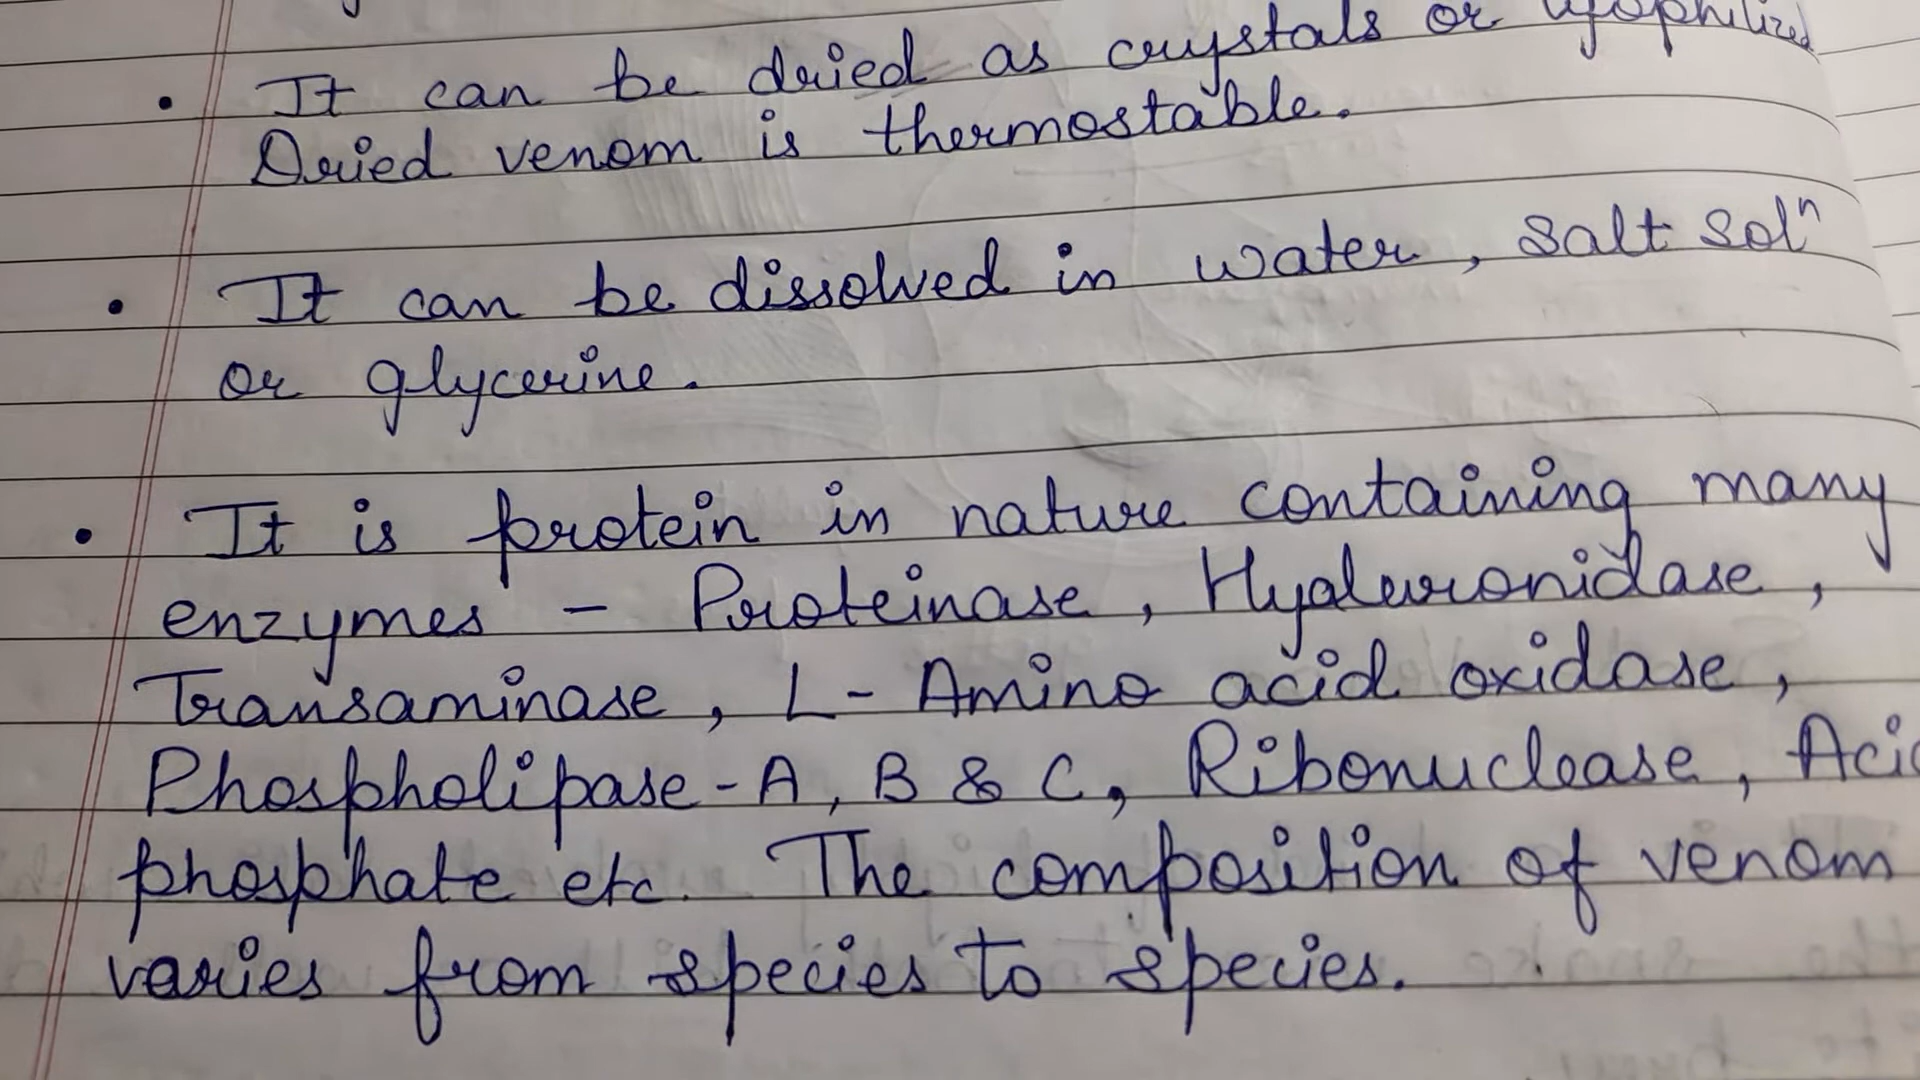 • It can be dried as crystals or lyophilized
Dried venom is thermostable.
• It can be dissolved in water, salt solⁿ
or glycerine.
• It is protein in nature containing many
enzymes - Proteinase, Hyaluronidase,
Transaminase, L-Amino acid oxidase,
Phospholipase-A, B & C, Ribonuclease, Acid
phosphate etc. The composition of venom
varies from species to species.